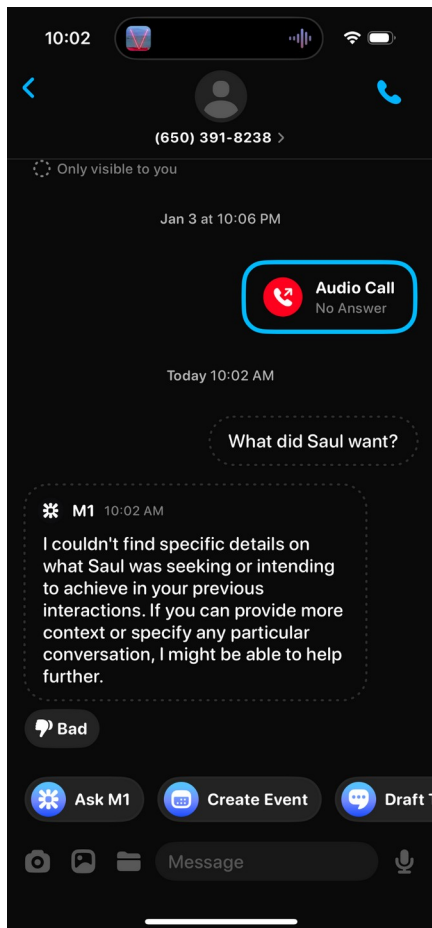 10:02
(650) 391-8238 >
Only visible to you
Jan 3 at 10:06 PM
Audio Call
No Answer
Today 10:02 AM
What did Saul want?
M1 10:02 AM
I couldn't find specific details on
what Saul was seeking or intending
to achieve in your previous
interactions. If you can provide more
context or specify any particular
conversation, I might be able to help
further.
Bad
Ask M1
Create Event
Draft
Message